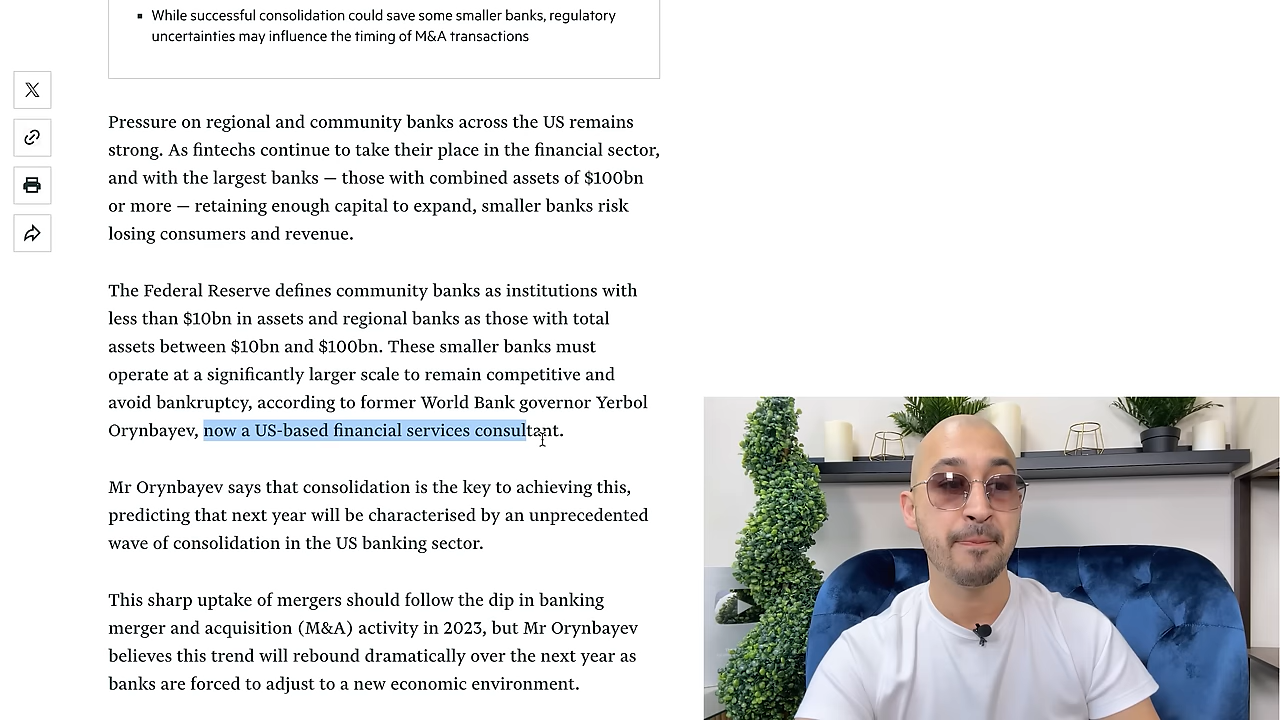 While successful consolidation could save some smaller banks, regulatory
uncertainties may influence the timing of M&A transactions
Pressure on regional and community banks across the US remains
strong. As fintechs continue to take their place in the financial sector,
and with the largest banks — those with combined assets of $100bn
or more — retaining enough capital to expand, smaller banks risk
losing consumers and revenue.
The Federal Reserve defines community banks as institutions with
less than $10bn in assets and regional banks as those with total
assets between $10bn and $100bn. These smaller banks must
operate at a significantly larger scale to remain competitive and
avoid bankruptcy, according to former World Bank governor Yerbol
Orynbayev, now a US-based financial services consultant.
Mr Orynbayev says that consolidation is the key to achieving this,
predicting that next year will be characterised by an unprecedented
wave of consolidation in the US banking sector.
This sharp uptake of mergers should follow the dip in banking
merger and acquisition (M&A) activity in 2023, but Mr Orynbayev
believes this trend will rebound dramatically over the next year as
banks are forced to adjust to a new economic environment.